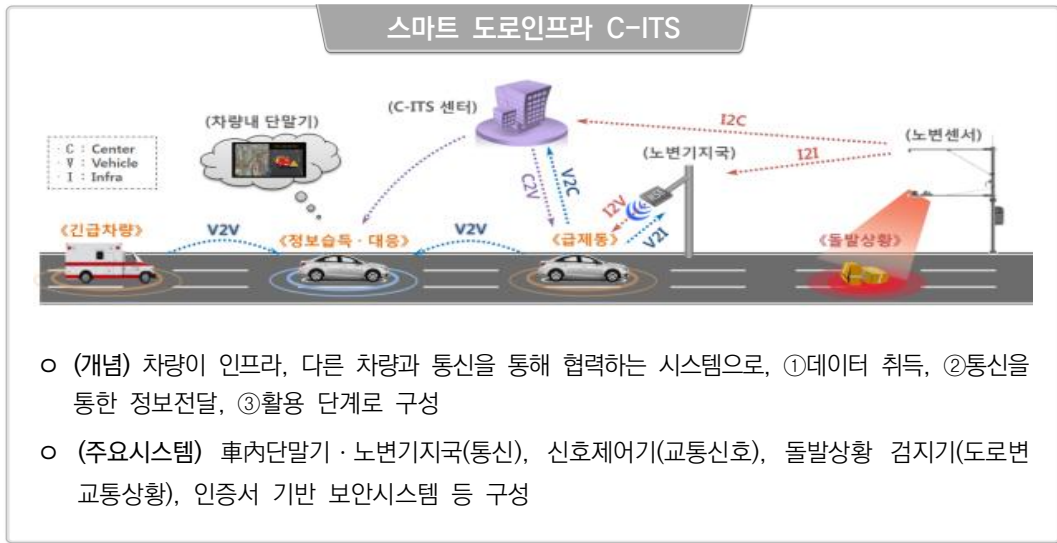 스마트 도로인프라 C-ITS
(C-ITS 센터)
(차량내 단말기)
I2C
(노변센서)
C : Center
V : Vehicle
I : Infra
(노변기지국)
I2I
C2V
V2C
I2V
V2I
《긴급차량》
V2V
《정보습득·대응》
V2V
《급제동》
《돌발상황》
ㅇ (개념) 차량이 인프라, 다른 차량과 통신을 통해 협력하는 시스템으로, ①데이터 취득, ②통신을
통한 정보전달, ③활용 단계로 구성
ㅇ (주요시스템) 車內단말기·노변기지국(통신), 신호제어기(교통신호), 돌발상황 검지기(도로변
교통상황), 인증서 기반 보안시스템 등 구성